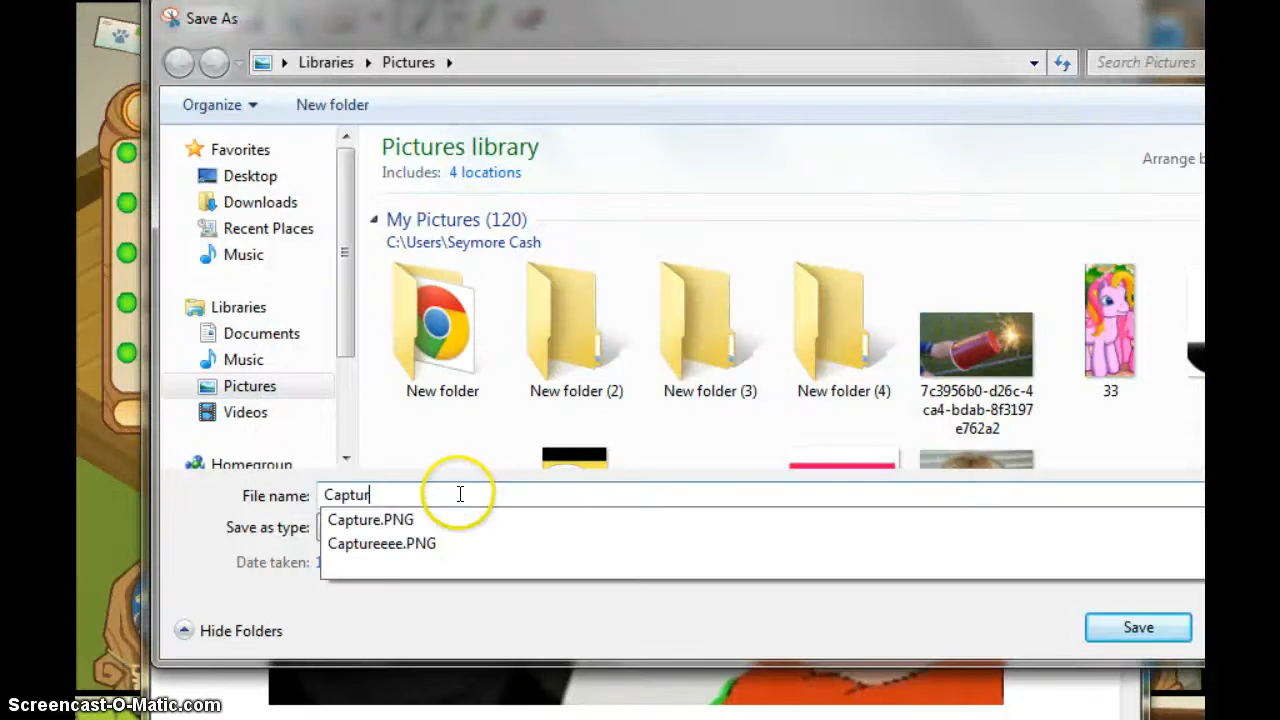 Save As
Libraries Pictures
Search Pictures
Organize New folder
Favorites
Desktop
Downloads
Recent Places
Music
Libraries
Documents
Music
Pictures
Videos
Homegroup
Pictures library
Includes: 4 locations
Arrange b
My Pictures (120)
C:\Users\Seymore Cash
New folder
New folder (2)
New folder (3)
New folder (4)
7c3956b0-d26c-4
ca4-bdab-8f3197
e762a2
33
File name: Captur
Capture.PNG
Captureeee.PNG
Save as type:
Date taken: 1
Hide Folders
Save
Screencast-O-Matic.com